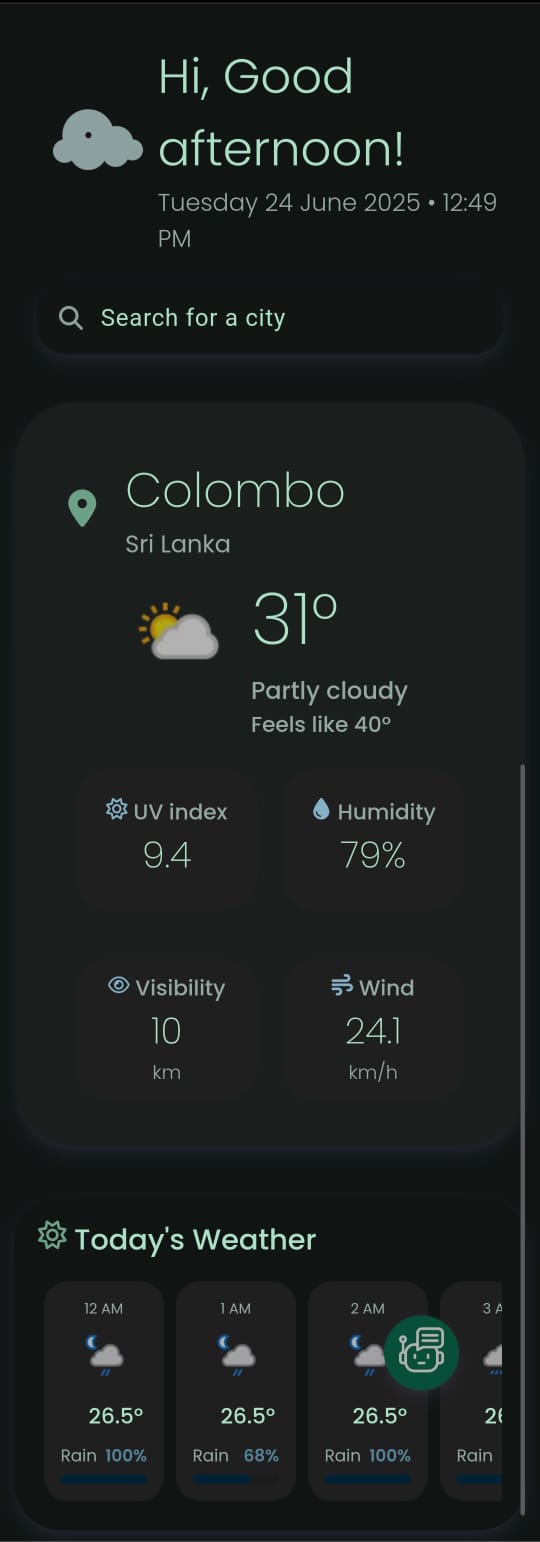 Hi, Good
afternoon!
Tuesday 24 June 2025 • 12:49
PM
Search for a city
Colombo
Sri Lanka
31°
Partly cloudy
Feels like 40°
UV index Humidity
9.4 79%
Visibility Wind
10 24.1
km km/h
Today's Weather
12 AM 1 AM 2 AM 3 A
26.5° 26.5° 26.5° 26
Rain 100% Rain 68% Rain 100% Rain